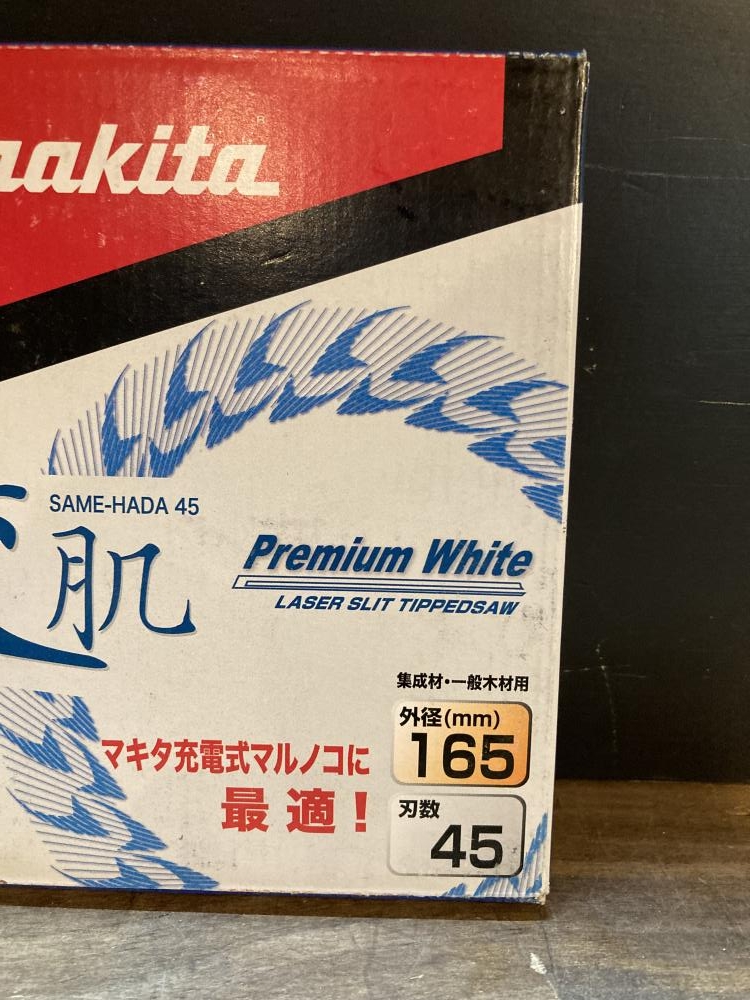 makita
SAME-HADA 45
肌
Premium White
LASER SLIT TIPPEDSAW
集成材・一般木材用
外径(mm)
165
マキタ充電式マルノコに
最適！
刃数
45